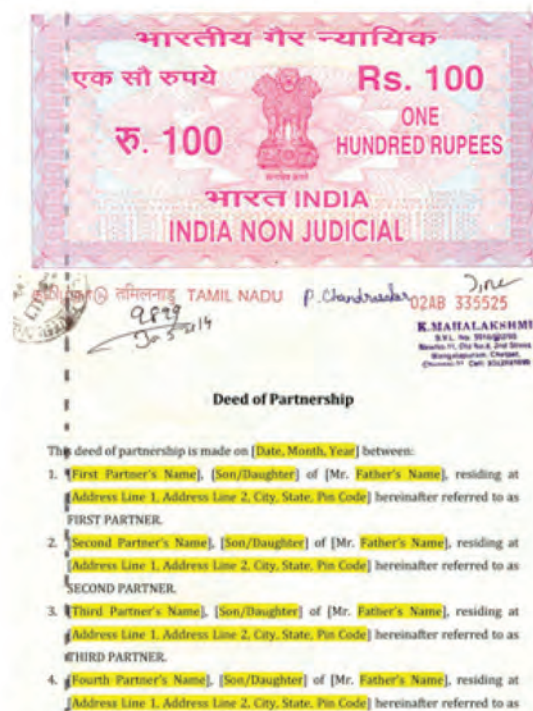 भारतीय गैर न्यायिक
एक सौ रुपये
Rs. 100
रु. 100
ONE
HUNDRED RUPEES
भारत INDIA
INDIA NON JUDICIAL
तमिलनाडु TAMIL NADU P. Chandrasekar 02AB 335525
9829
K.MAHALAKSHMI
Deed of Partnership
This deed of partnership is made on [Date, Month, Year] between:
1. [First Partner's Name], [Son/Daughter] of [Mr. Father's Name], residing at
[Address Line 1, Address Line 2, City, State, Pin Code] hereinafter referred to as
FIRST PARTNER.
2. [Second Partner's Name], [Son/Daughter] of [Mr. Father's Name], residing at
[Address Line 1, Address Line 2, City, State, Pin Code] hereinafter referred to as
SECOND PARTNER.
3. [Third Partner's Name], [Son/Daughter] of [Mr. Father's Name], residing at
[Address Line 1, Address Line 2, City, State, Pin Code] hereinafter referred to as
THIRD PARTNER.
4. [Fourth Partner's Name], [Son/Daughter] of [Mr. Father's Name], residing at
[Address Line 1, Address Line 2, City, State, Pin Code] hereinafter referred to as